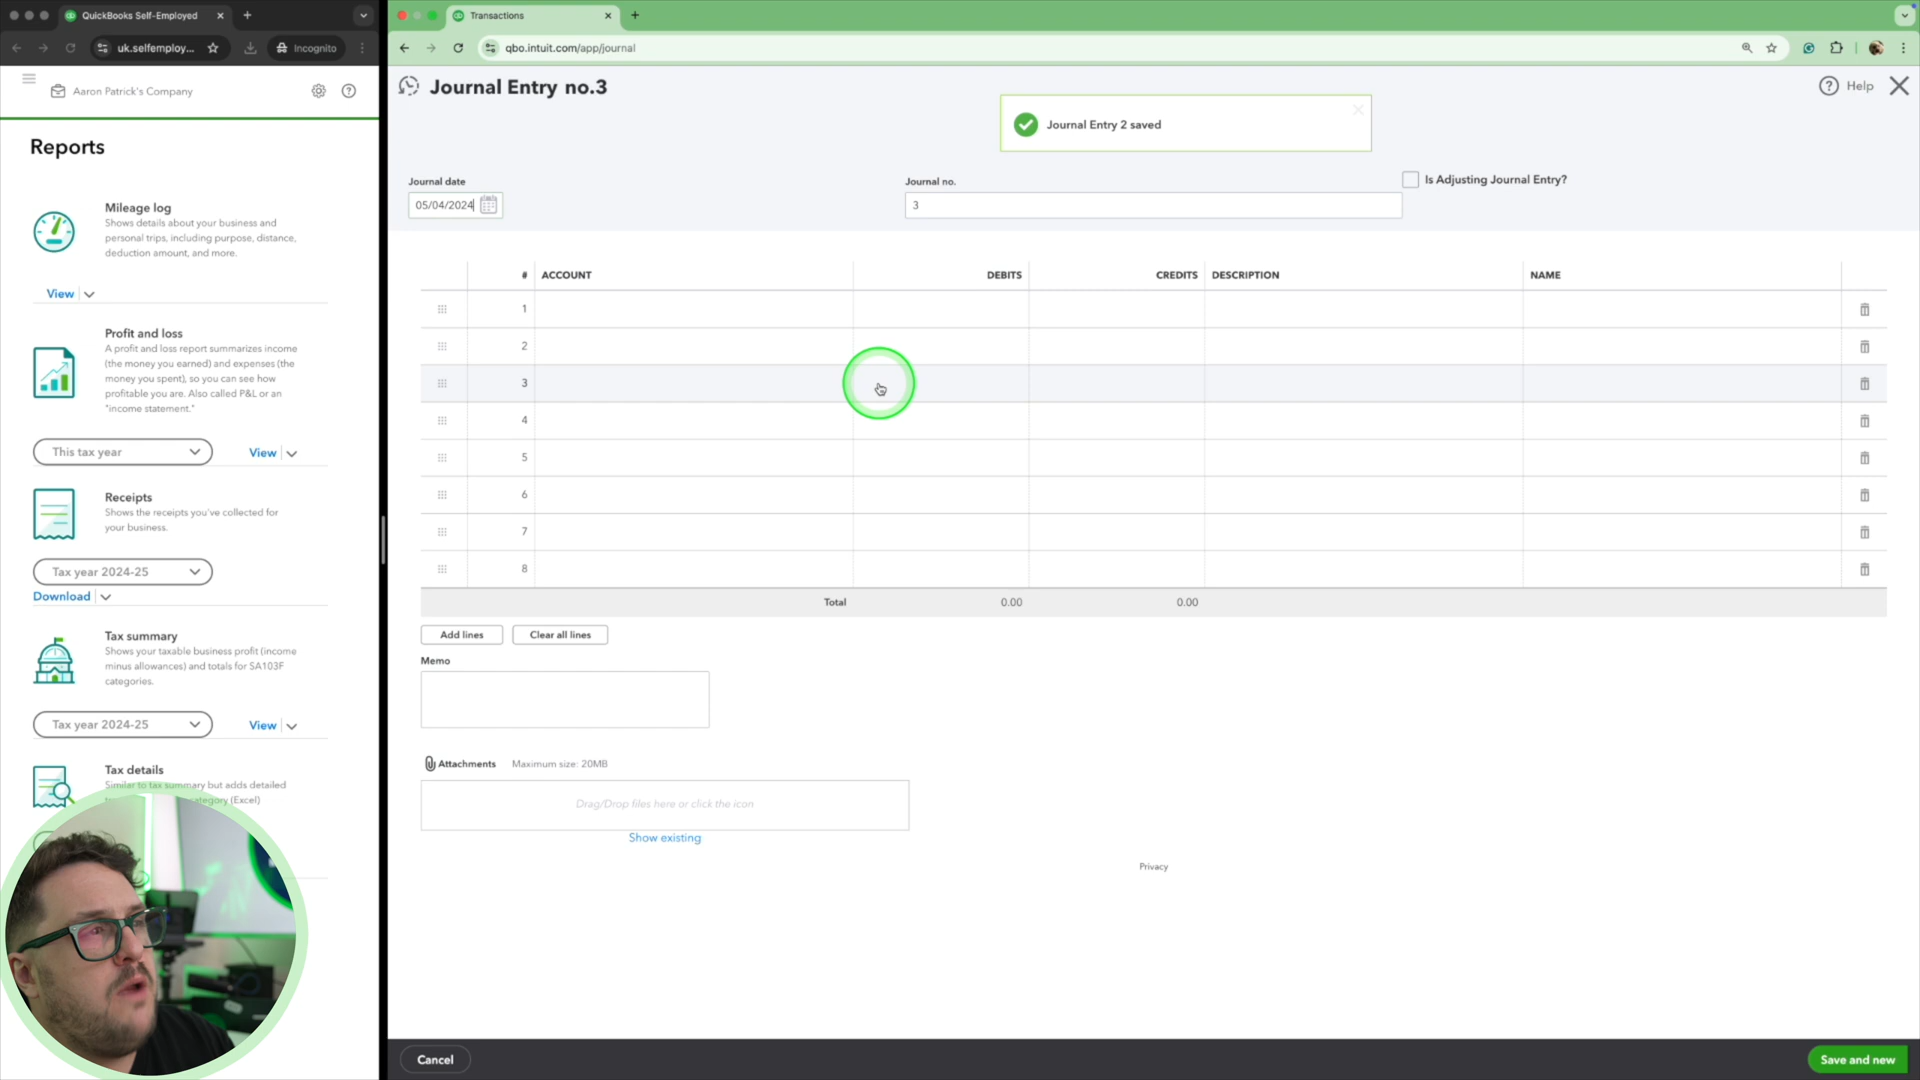 QuickBooks Self-Employed
uk.selfemploy...
Incognito
Aaron Patrick's Company
Reports
Mileage log
Shows details about your business and
personal trips, including purpose, distance,
deduction amount, and more.
View
Profit and loss
A profit and loss report summarizes income
(the money you earned) and expenses (the
money you spent), so you can see how
profitable you are. Also called P&L or an
"income statement."
This tax year
View
Receipts
Shows the receipts you've collected for
your business.
Tax year 2024-25
Download
Tax summary
Shows your taxable business profit (income
minus allowances) and totals for SA103F
categories.
Tax year 2024-25
View
Tax details
Similar to tax summary but adds detailed
category (Excel)
Transactions
qbo.intuit.com/app/journal
Journal Entry no.3
Help
Journal Entry 2 saved
Journal date
05/04/2024
Journal no.
3
Is Adjusting Journal Entry?
# ACCOUNT DEBITS CREDITS DESCRIPTION NAME
1
2
3
4
5
6
7
8
Total 0.00 0.00
Add lines
Clear all lines
Memo
Attachments Maximum size: 20MB
Drag/Drop files here or click the icon
Show existing
Privacy
Cancel
Save and new